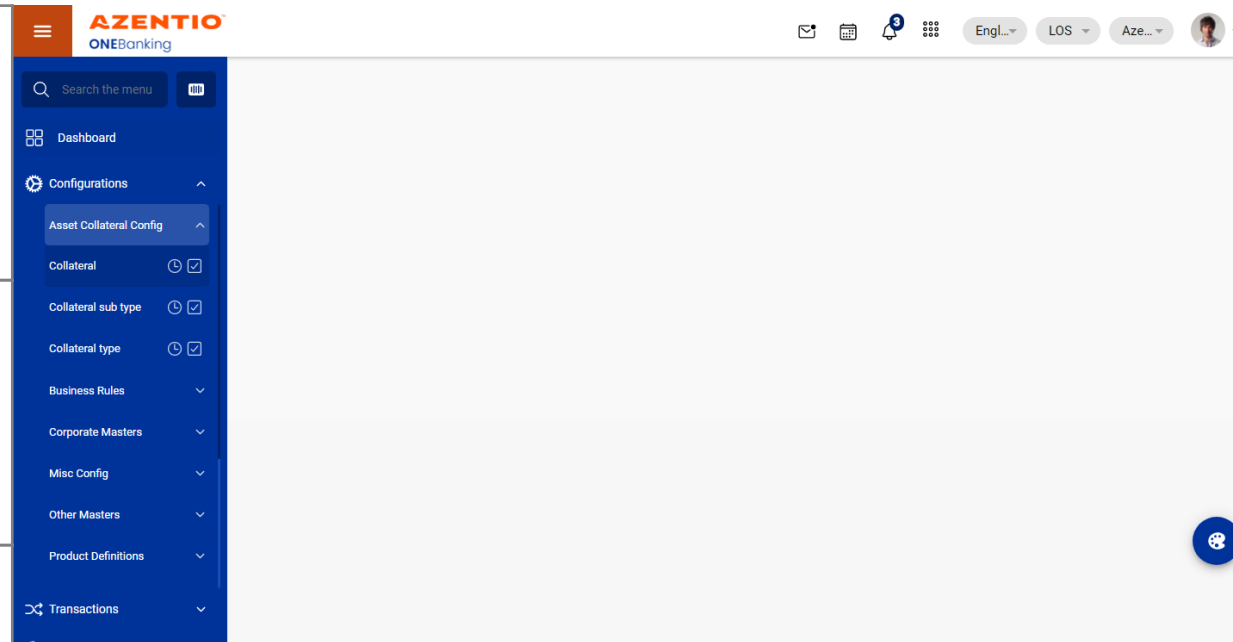 AZENTIO
ONEBanking
3
Engl...
LOS
Aze...
Search the menu
Dashboard
Configurations
Asset Collateral Config
Collateral
Collateral sub type
Collateral type
Business Rules
Corporate Masters
Misc Config
Other Masters
Product Definitions
Transactions